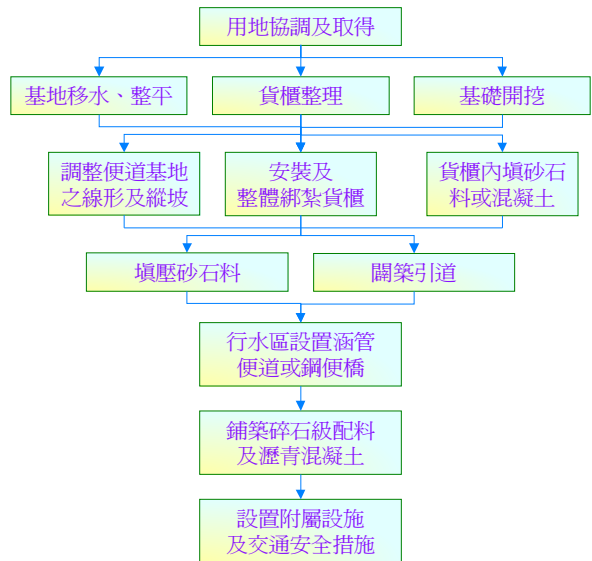 用地協調及取得
基地移水、整平
貨櫃整理
基礎開挖
調整便道基地
之線形及縱坡
安裝及
整體綁紮貨櫃
貨櫃內填砂石
料或混凝土
填壓砂石料
闢築引道
行水區設置涵管
便道或鋼便橋
鋪築碎石級配料
及瀝青混凝土
設置附屬設施
及交通安全措施